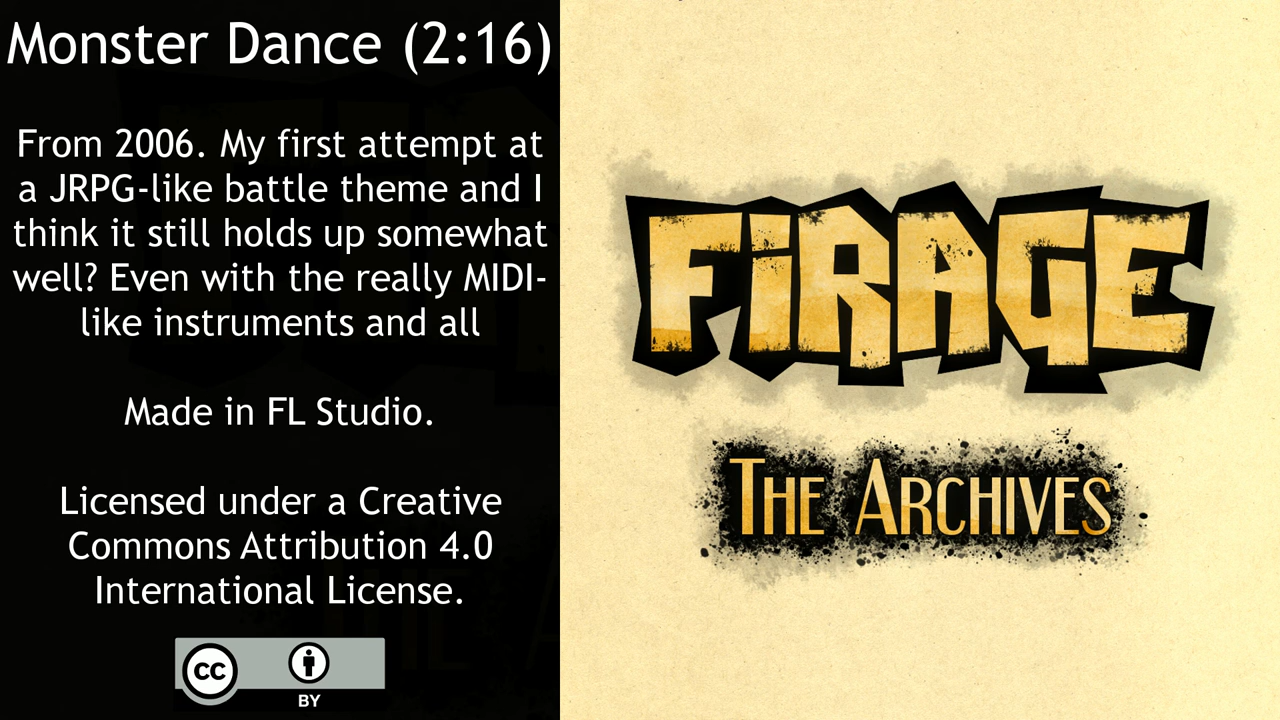 Monster Dance (2:16)
From 2006. My first attempt at
a JRPG-like battle theme and I
think it still holds up somewhat
well? Even with the really MIDI-
like instruments and all
Made in FL Studio.
Licensed under a Creative
Commons Attribution 4.0
International License.
cc
BY
FiRAGE
THE ARCHIVES